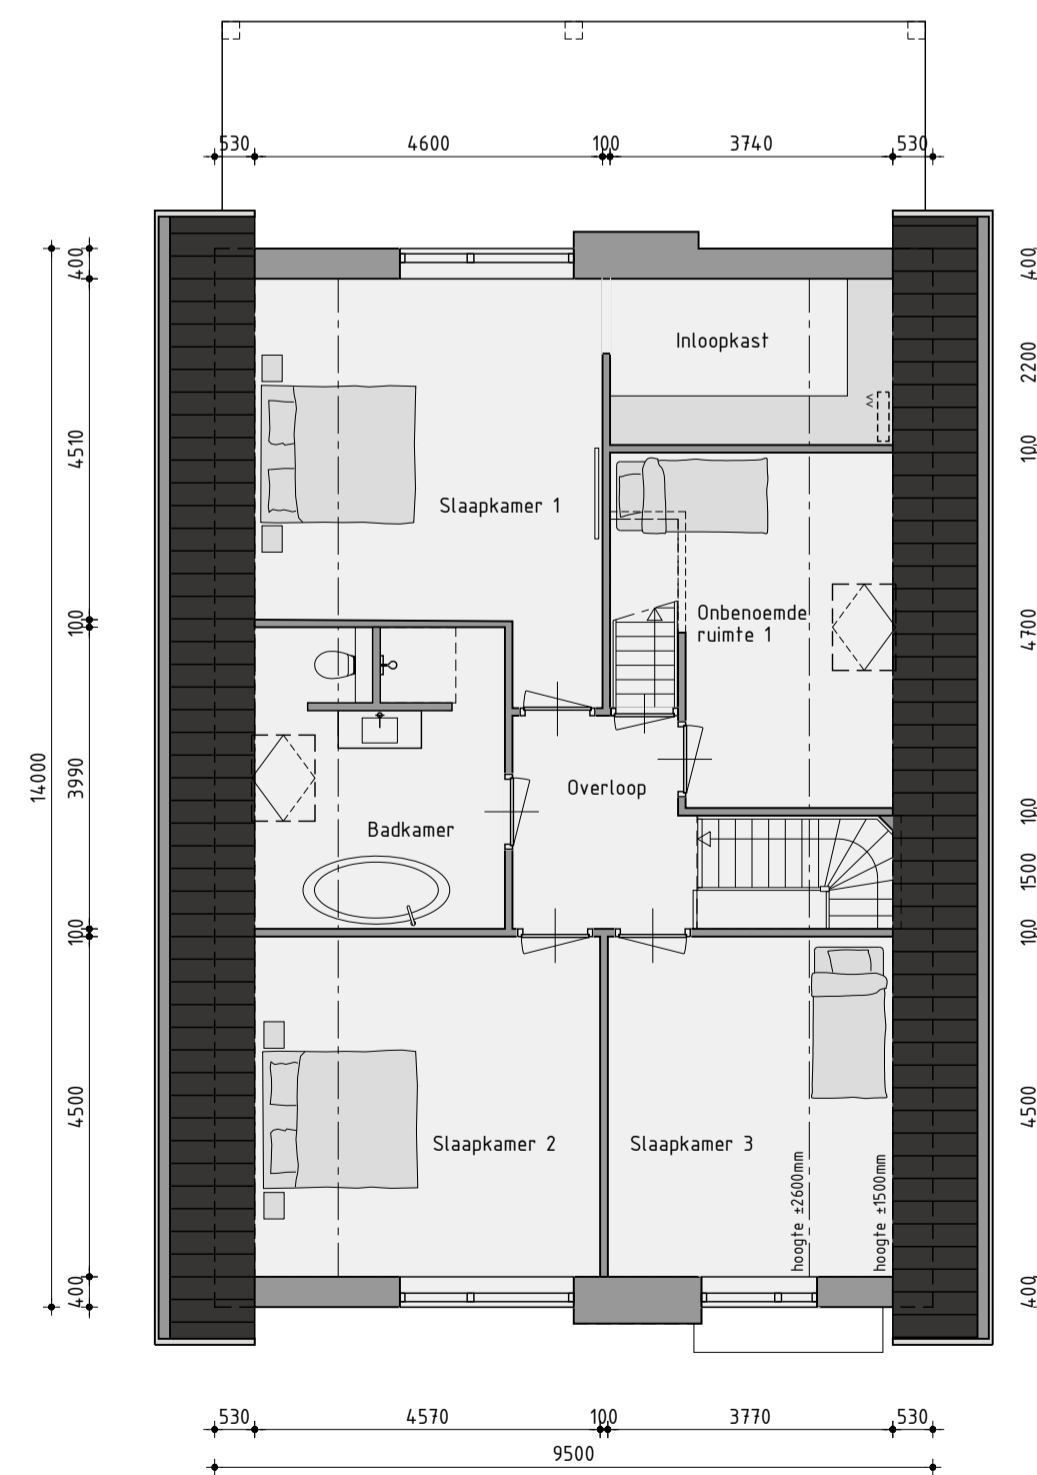 530 4600 100 3740 530
400
4510
100
3990
100
4500
400
14000
400
2200
100
4700
100
1500
100
4500
400
Inloopkast
Slaapkamer 1
Onbenoemde
ruimte 1
Overloop
Badkamer
Slaapkamer 2
Slaapkamer 3
hoogte ±2600mm
hoogte ±1500mm
530 4570 100 3770 530
9500